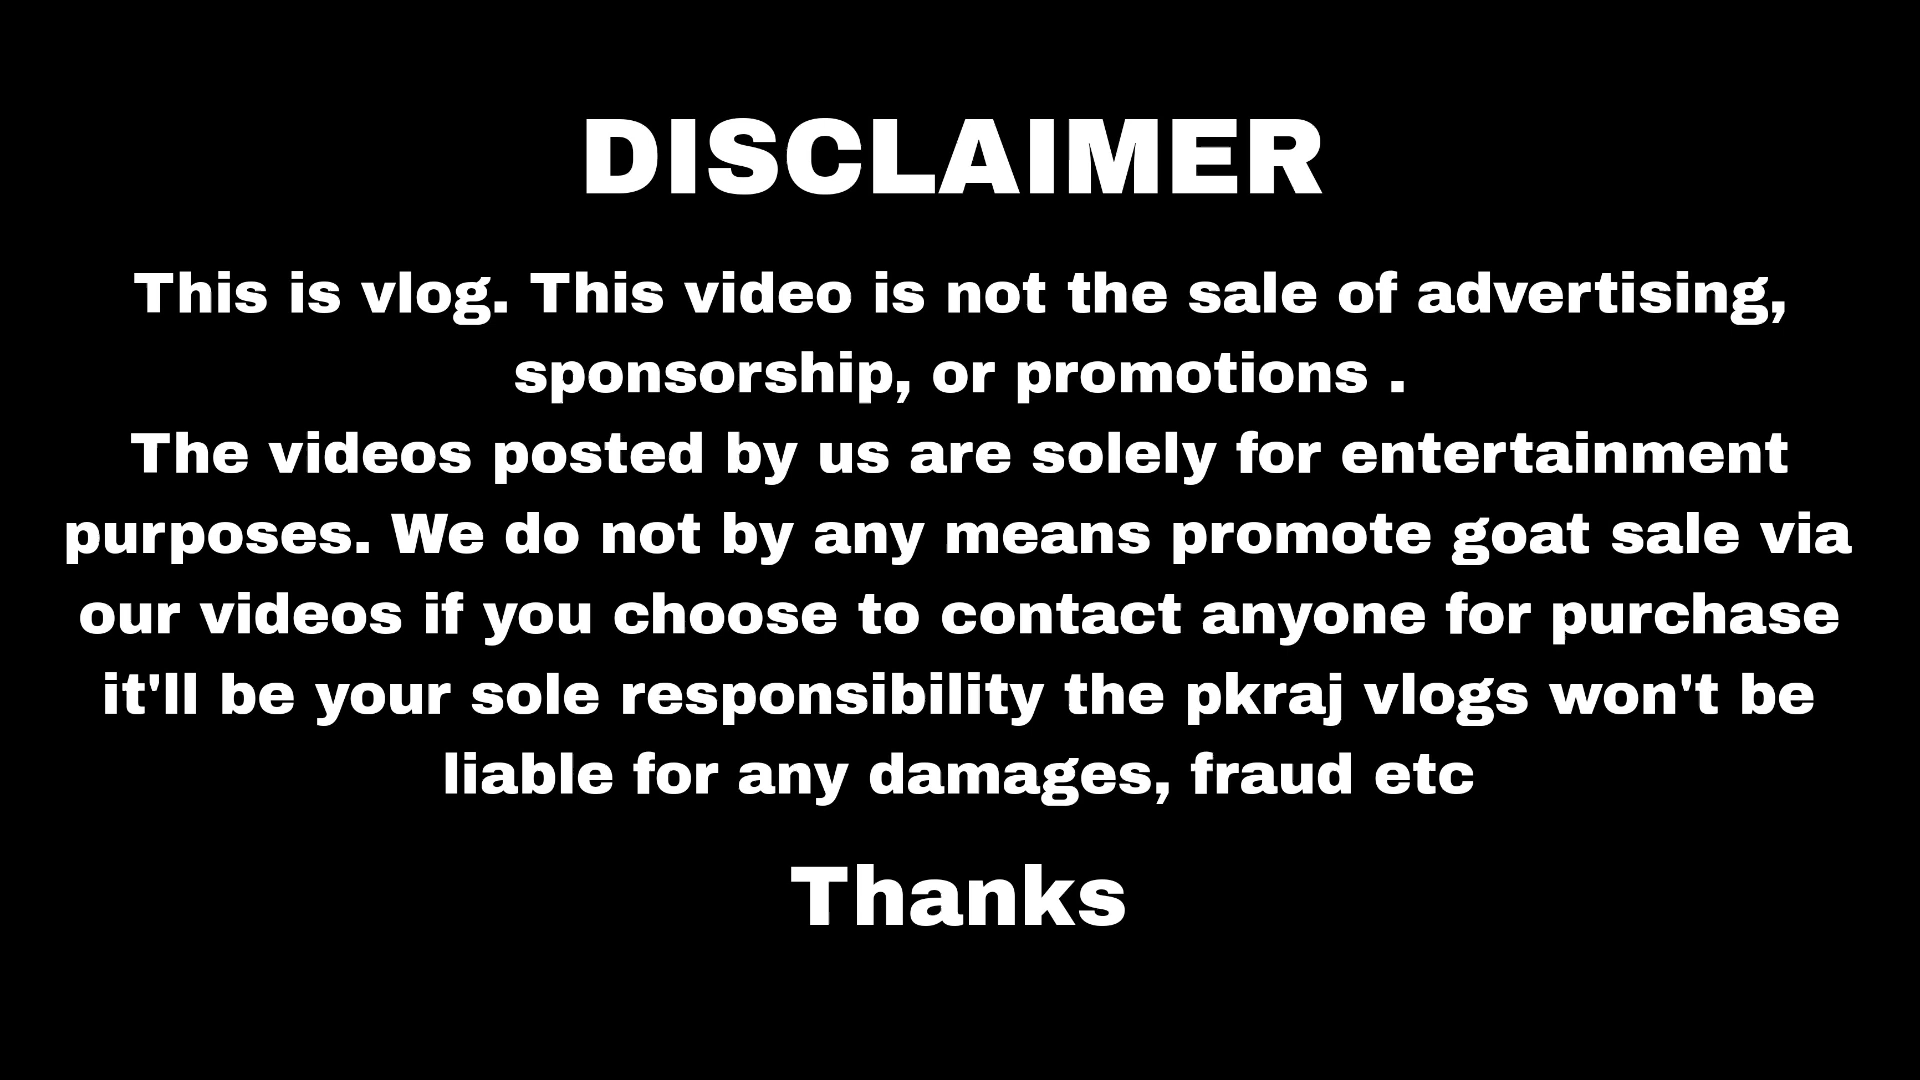 DISCLAIMER
This is vlog. This video is not the sale of advertising,
sponsorship, or promotions .
The videos posted by us are solely for entertainment
purposes. We do not by any means promote goat sale via
our videos if you choose to contact anyone for purchase
it'll be your sole responsibility the pkraj vlogs won't be
liable for any damages, fraud etc
Thanks